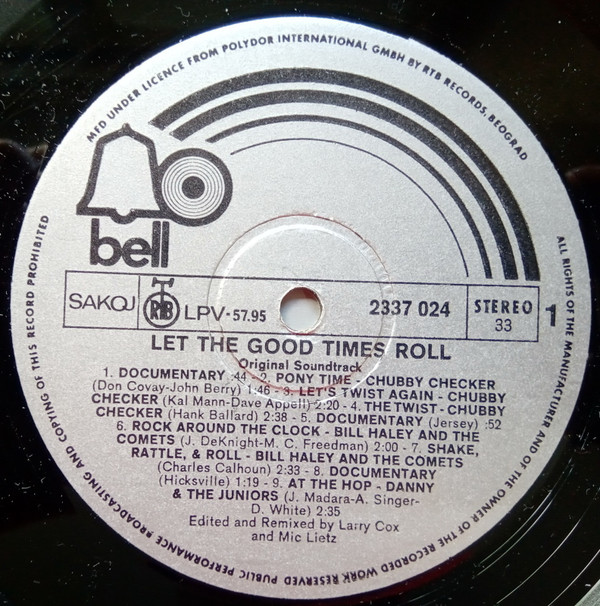 MFD UNDER LICENCE FROM POLYDOR INTERNATIONAL GMBH BY RTB RECORDS, BEOGRAD
ALL RIGHTS OF THE MANUFACTURER AND OF THE OWNER OF THE RECORDED WORK RESERVED PUBLIC PERFORMANCE BROADCASTING AND COPYING OF THIS RECORD PROHIBITED
bell
SAKOJ
RTB
LPV-57.95
2337 024
STEREO
33
1
LET THE GOOD TIMES ROLL
Original Soundtrack
1. DOCUMENTARY :44 - 2. PONY TIME - CHUBBY CHECKER
(Don Covay-John Berry) 1:46 - 3. LET'S TWIST AGAIN - CHUBBY
CHECKER (Kal Mann-Dave Appell) 2:20 - 4. THE TWIST - CHUBBY
CHECKER (Hank Ballard) 2:38 - 5. DOCUMENTARY (Jersey) :52
6. ROCK AROUND THE CLOCK - BILL HALEY AND THE
COMETS (J. DeKnight-M. C. Freedman) 2:00 - 7. SHAKE,
RATTLE, & ROLL - BILL HALEY AND THE COMETS
(Charles Calhoun) 2:33 - 8. DOCUMENTARY
(Hicksville) 1:19 - 9. AT THE HOP - DANNY
& THE JUNIORS (J. Madara-A. Singer-
D. White) 2:35
Edited and Remixed by Larry Cox
and Mic Lietz